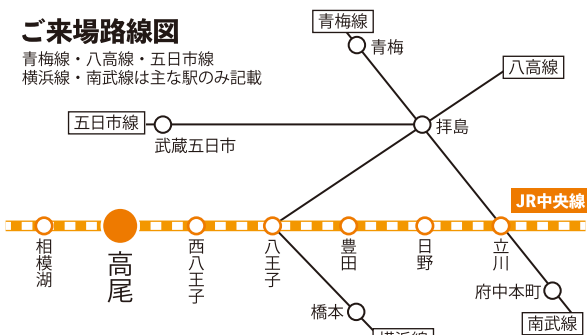 ご来場路線図
青梅線・八高線・五日市線
横浜線・南武線は主な駅のみ記載
青梅線
青梅
八高線
五日市線
武蔵五日市
拝島
JR中央線
相模湖
高尾
西八王子
八王子
豊田
日野
立川
府中本町
橋本
南武線
横浜線